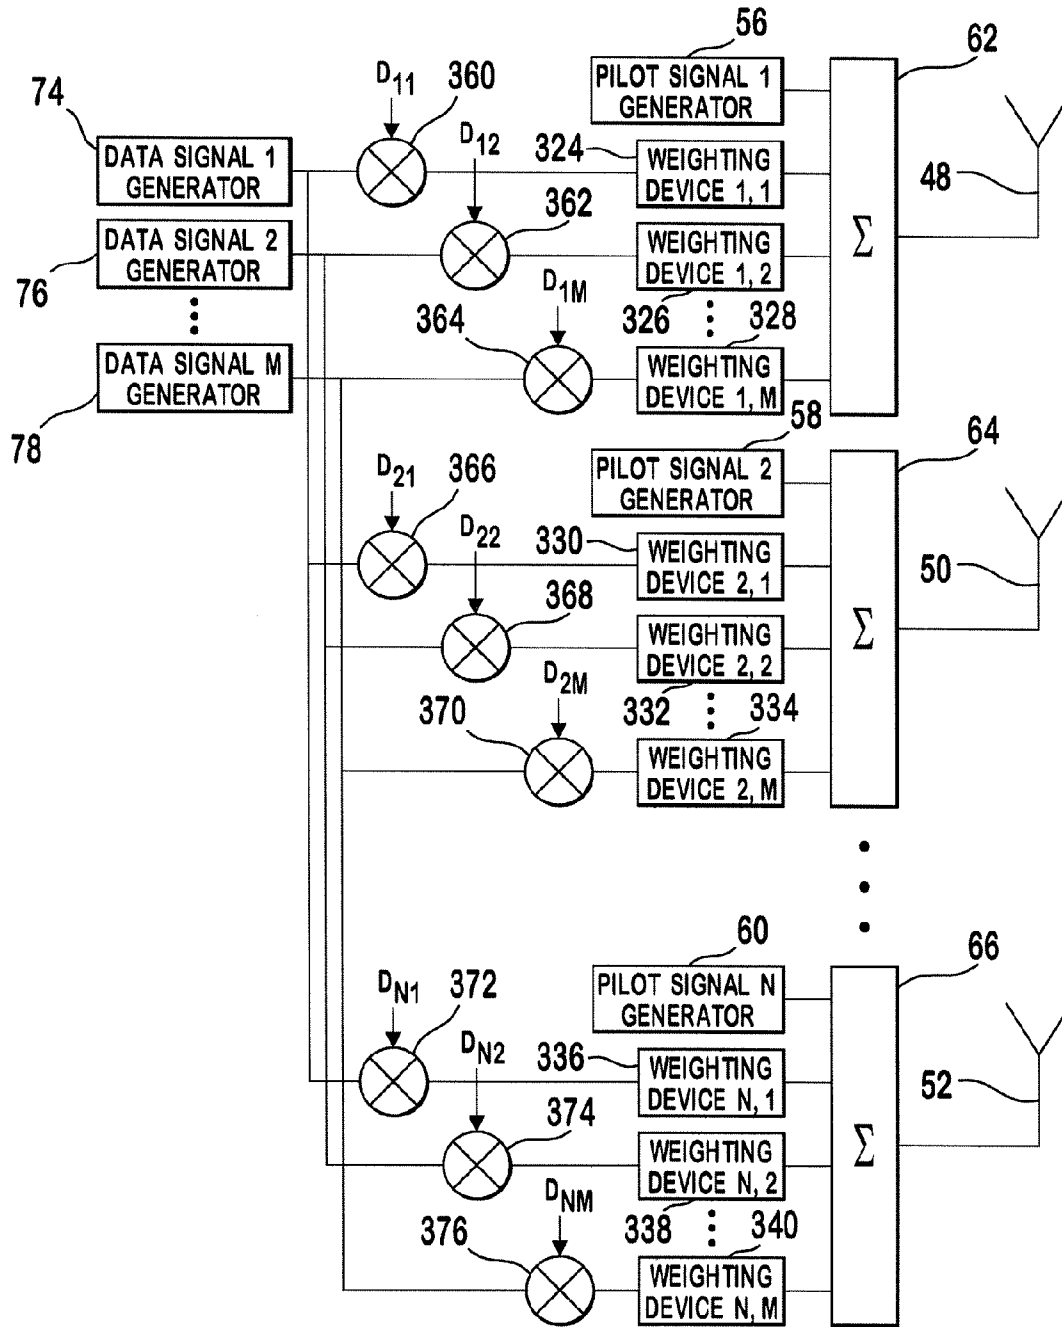 56
62
74
D11
360
PILOT SIGNAL 1
GENERATOR
D12
324
DATA SIGNAL 1
GENERATOR
WEIGHTING
DEVICE 1, 1
48
362
DATA SIGNAL 2
GENERATOR
WEIGHTING
DEVICE 1, 2
Σ
76
D1M
326
328
364
DATA SIGNAL M
GENERATOR
WEIGHTING
DEVICE 1, M
78
58
64
D21
366
PILOT SIGNAL 2
GENERATOR
D22
330
WEIGHTING
DEVICE 2, 1
50
368
WEIGHTING
DEVICE 2, 2
Σ
D2M
332
334
370
WEIGHTING
DEVICE 2, M
60
66
DN1
372
PILOT SIGNAL N
GENERATOR
DN2
336
WEIGHTING
DEVICE N, 1
52
374
WEIGHTING
DEVICE N, 2
Σ
DNM
338
340
376
WEIGHTING
DEVICE N, M